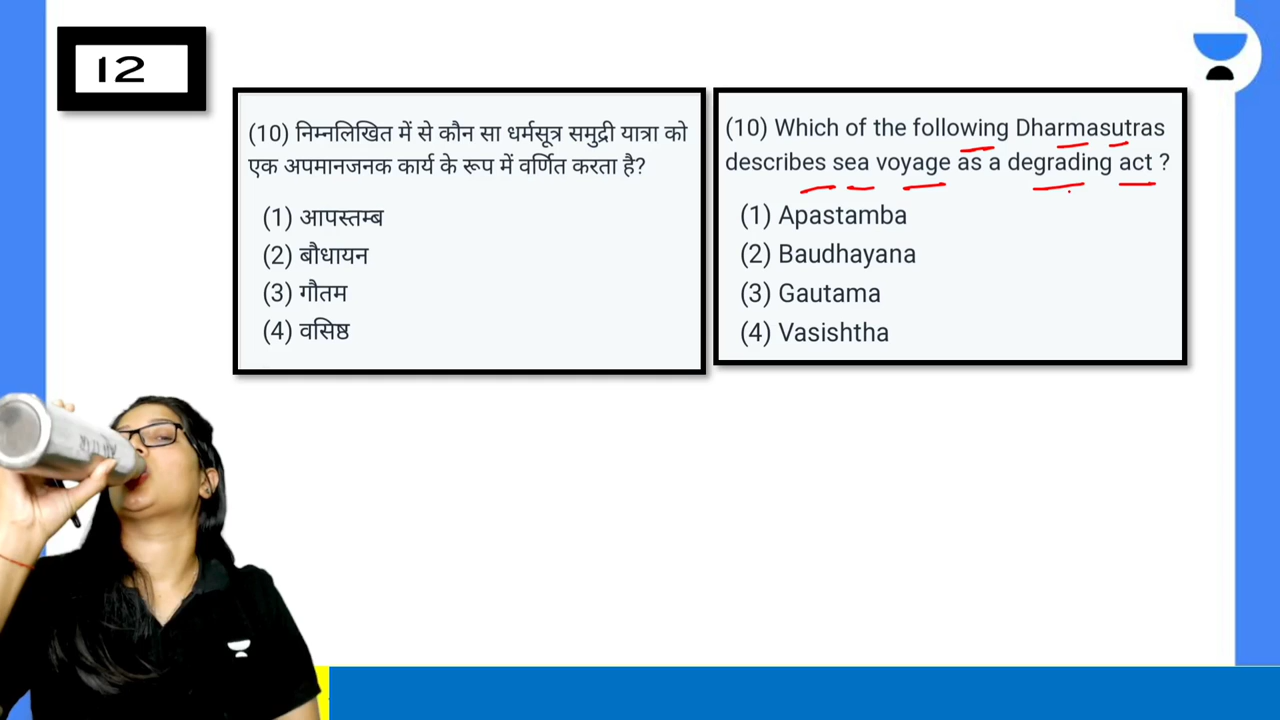 12
(10) निम्नलिखित में से कौन सा धर्मसूत्र समुद्री यात्रा को
एक अपमानजनक कार्य के रूप में वर्णित करता है?
(1) आपस्तम्ब
(2) बौधायन
(3) गौतम
(4) वसिष्ठ
(10) Which of the following Dharmasutras
describes sea voyage as a degrading act ?
(1) Apastamba
(2) Baudhayana
(3) Gautama
(4) Vasishtha